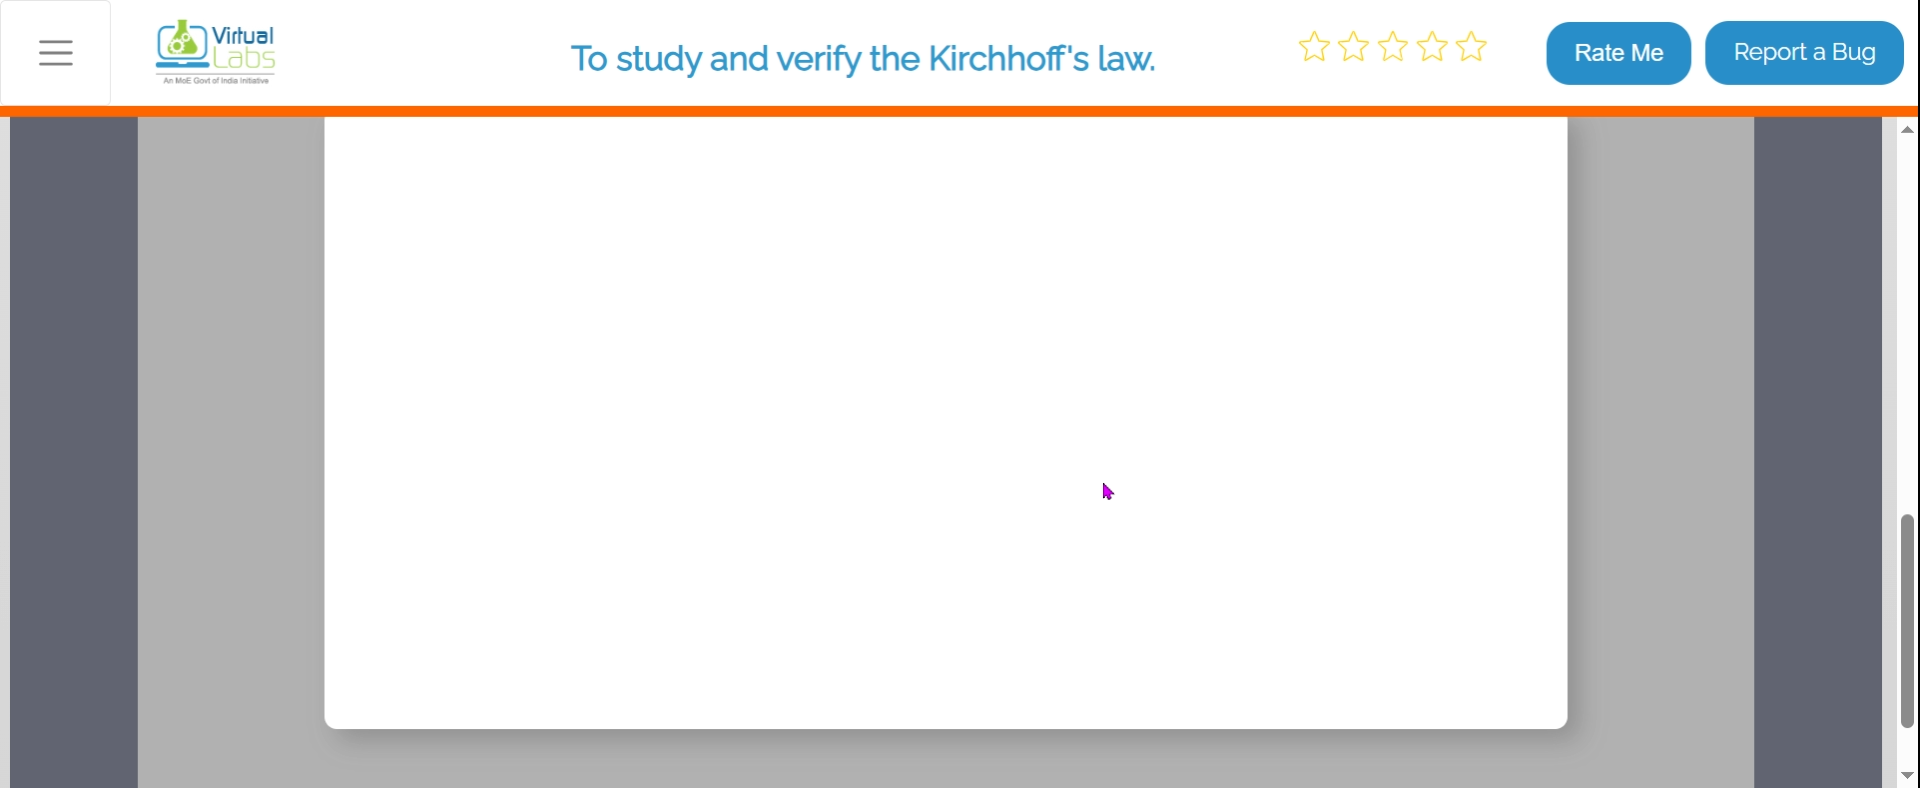 Virtual
Labs
An MoE Govt of India Initiative
To study and verify the Kirchhoff's law.
Rate Me
Report a Bug